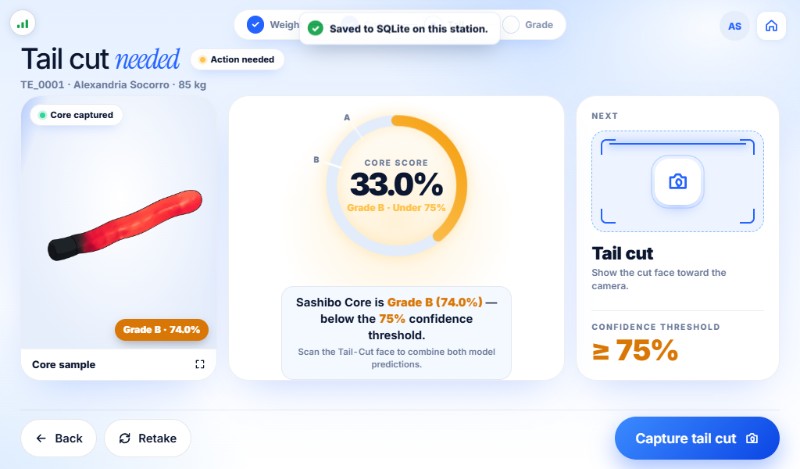 Weigh
Saved to SQLite on this station.
Grade
AS
Tail cut needed
Action needed
TE_0001 · Alexandria Socorro · 85 kg
Core captured
Grade B · 74.0%
Core sample
A
B
CORE SCORE
33.0%
Grade B · Under 75%
Sashibo Core is Grade B (74.0%) —
below the 75% confidence
threshold.
Scan the Tail-Cut face to combine both model
predictions.
NEXT
Tail cut
Show the cut face toward the
camera.
CONFIDENCE THRESHOLD
≥ 75%
Back
Retake
Capture tail cut